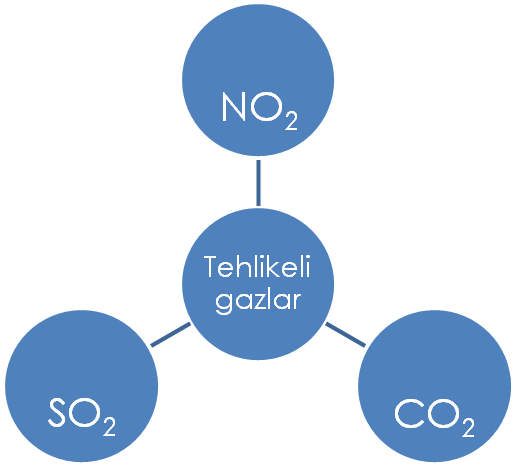 NO₂
Tehlikeli
gazlar
SO₂
CO₂